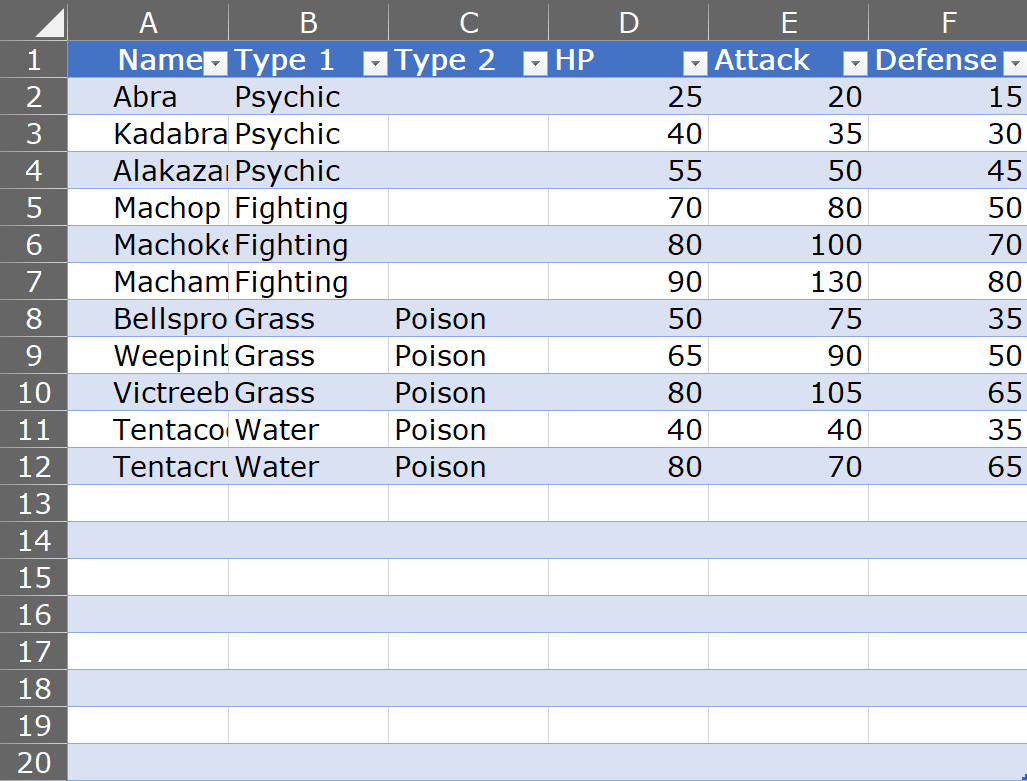 A B C D E F
1 Name Type 1 Type 2 HP Attack Defense
2 Abra Psychic 25 20 15
3 Kadabra Psychic 40 35 30
4 Alakaza Psychic 55 50 45
5 Machop Fighting 70 80 50
6 Machoke Fighting 80 100 70
7 Macham Fighting 90 130 80
8 Bellspro Grass Poison 50 75 35
9 Weepinb Grass Poison 65 90 50
10 Victreeb Grass Poison 80 105 65
11 Tentacoo Water Poison 40 40 35
12 Tentacru Water Poison 80 70 65
13
14
15
16
17
18
19
20